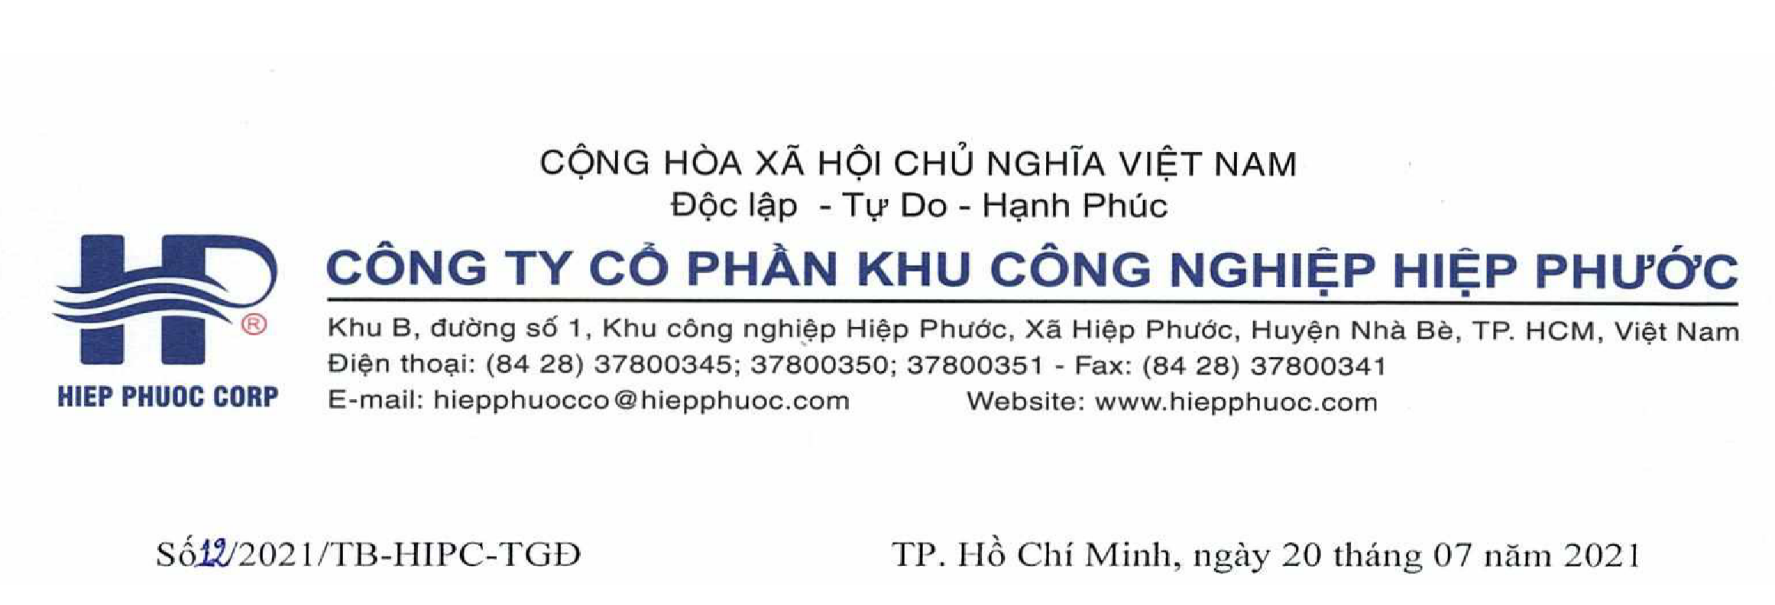 CỘNG HÒA XÃ HỘI CHỦ NGHĨA VIỆT NAM
Độc lập - Tự Do - Hạnh Phúc
CÔNG TY CỔ PHẦN KHU CÔNG NGHIỆP HIỆP PHƯỚC
®
HIEP PHUOC CORP
Khu B, đường số 1, Khu công nghiệp Hiệp Phước, Xã Hiệp Phước, Huyện Nhà Bè, TP. HCM, Việt Nam
Điện thoại: (84 28) 37800345; 37800350; 37800351 - Fax: (84 28) 37800341
E-mail: hiepphuocco@hiepphuoc.com Website: www.hiepphuoc.com
Số12/2021/TB-HIPC-TGĐ TP. Hồ Chí Minh, ngày 20 tháng 07 năm 2021